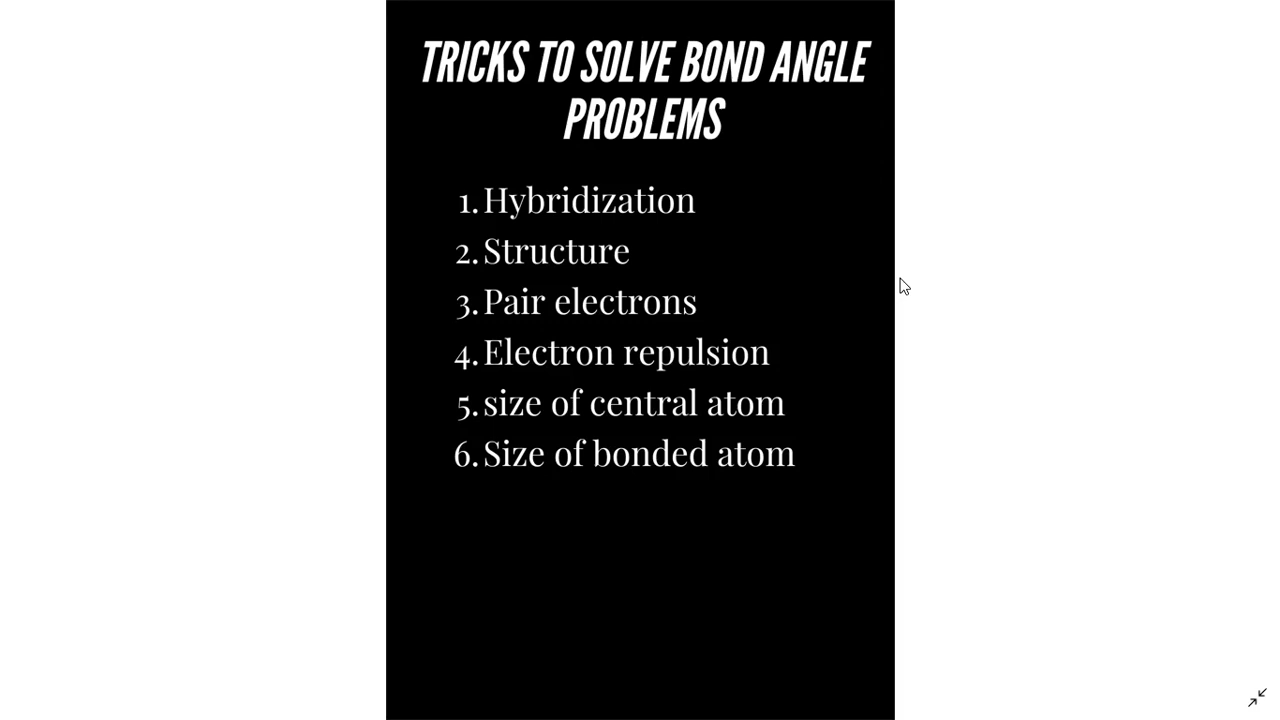 TRICKS TO SOLVE BOND ANGLE
PROBLEMS
1. Hybridization
2. Structure
3. Pair electrons
4. Electron repulsion
5. size of central atom
6. Size of bonded atom